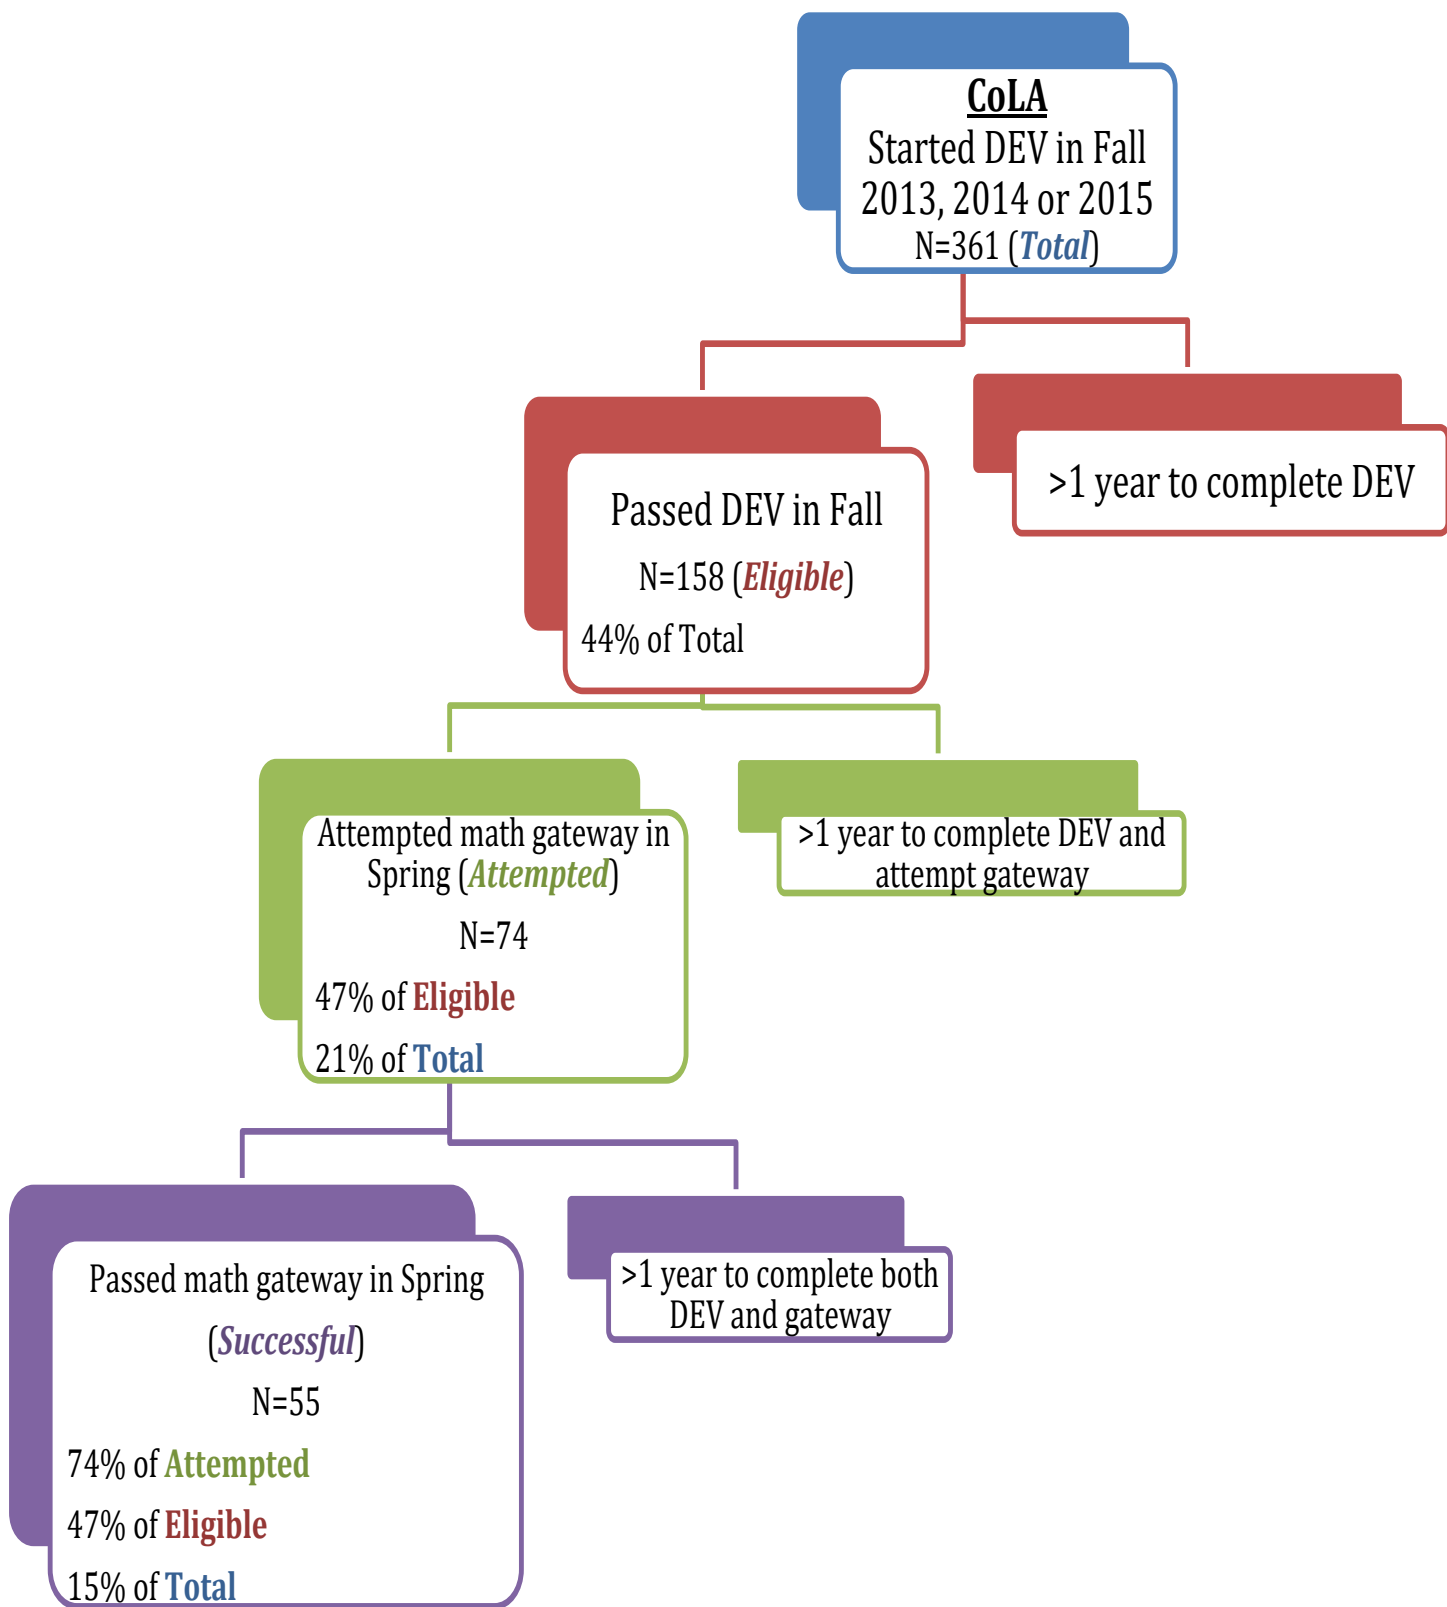 CoLA
Started DEV in Fall
2013, 2014 or 2015
N=361 (Total)
>1 year to complete DEV
Passed DEV in Fall
N=158 (Eligible)
44% of Total
Attempted math gateway in
Spring (Attempted)
N=74
47% of Eligible
21% of Total
>1 year to complete DEV and
attempt gateway
Passed math gateway in Spring
(Successful)
N=55
74% of Attempted
47% of Eligible
15% of Total
>1 year to complete both
DEV and gateway